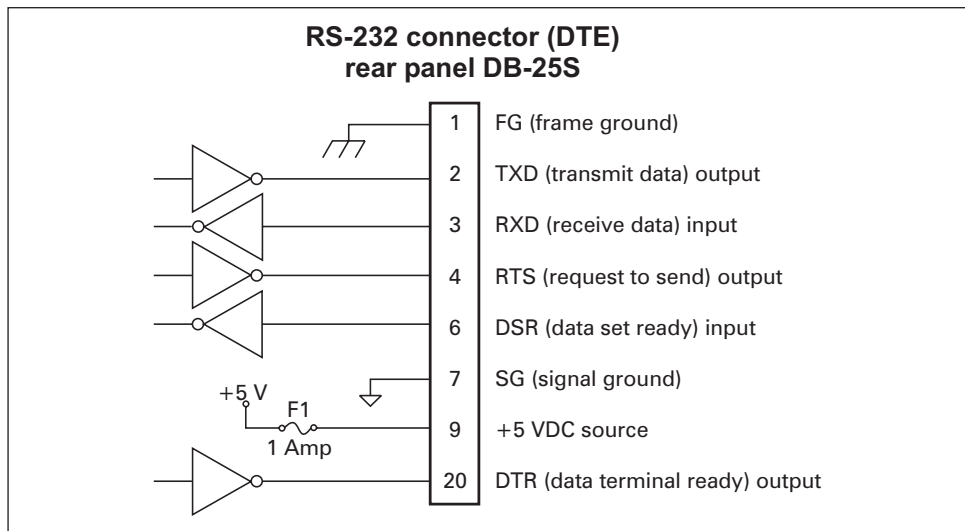 RS-232 connector (DTE)
rear panel DB-25S
1 FG (frame ground)
2 TXD (transmit data) output
3 RXD (receive data) input
4 RTS (request to send) output
6 DSR (data set ready) input
7 SG (signal ground)
+5 V
F1
9 +5 VDC source
1 Amp
20 DTR (data terminal ready) output